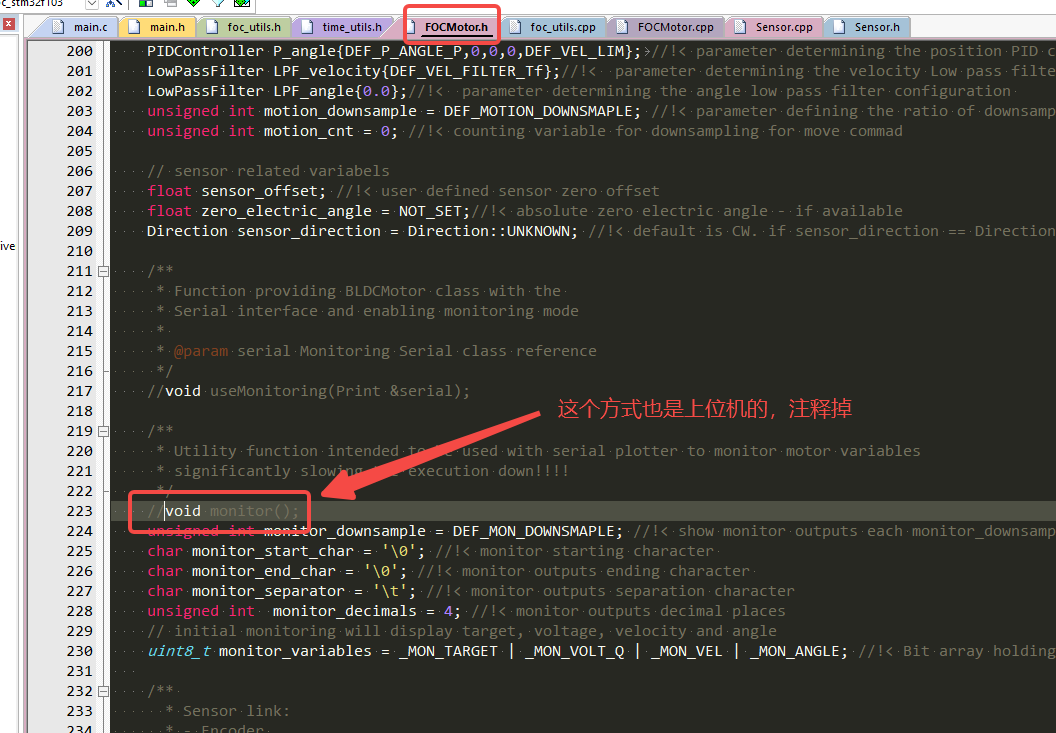 c_stm32f103
main.c main.h foc_utils.h time_utils.h FOCMotor.h foc_utils.cpp FOCMotor.cpp Sensor.cpp Sensor.h
200 PIDController P_angle{DEF_P_ANGLE_P,0,0,0,DEF_VEL_LIM}; //!< parameter determining the position PID c
201 LowPassFilter LPF_velocity{DEF_VEL_FILTER_Tf};//!< parameter determining the velocity Low pass filte
202 LowPassFilter LPF_angle{0.0};//!< parameter determining the angle low pass filter configuration
203 unsigned int motion_downsample = DEF_MOTION_DOWNSMAPLE; //!< parameter defining the ratio of downsamp
204 unsigned int motion_cnt = 0; //!< counting variable for downsampling for move commad
205
206 // sensor related variabels
207 float sensor_offset; //!< user defined sensor zero offset
208 float zero_electric_angle = NOT_SET;//!< absolute zero electric angle - if available
209 Direction sensor_direction = Direction::UNKNOWN; //!< default is CW. if sensor_direction == Direction
ive
210
211 /**
212 * Function providing BLDCMotor class with the
213 * Serial interface and enabling monitoring mode
214 *
215 * @param serial Monitoring Serial class reference
216 */
217 //void useMonitoring(Print &serial);
218
这个方式也是上位机的，注释掉
219 /**
220 * Utility function intended to be used with serial plotter to monitor motor variables
221 * significantly slowing execution down!!!!
222 */
223 //void monitor();
224 unsigned int monitor_downsample = DEF_MON_DOWNSMAPLE; //!< show monitor outputs each monitor_downsamp
225 char monitor_start_char = '\0'; //!< monitor starting character
226 char monitor_end_char = '\0'; //!< monitor outputs ending character
227 char monitor_separator = '\t'; //!< monitor outputs separation character
228 unsigned int monitor_decimals = 4; //!< monitor outputs decimal places
229 // initial monitoring will display target, voltage, velocity and angle
230 uint8_t monitor_variables = _MON_TARGET | _MON_VOLT_Q | _MON_VEL | _MON_ANGLE; //!< Bit array holding
231
232 /**
233 * Sensor link:
234 * - Encoder